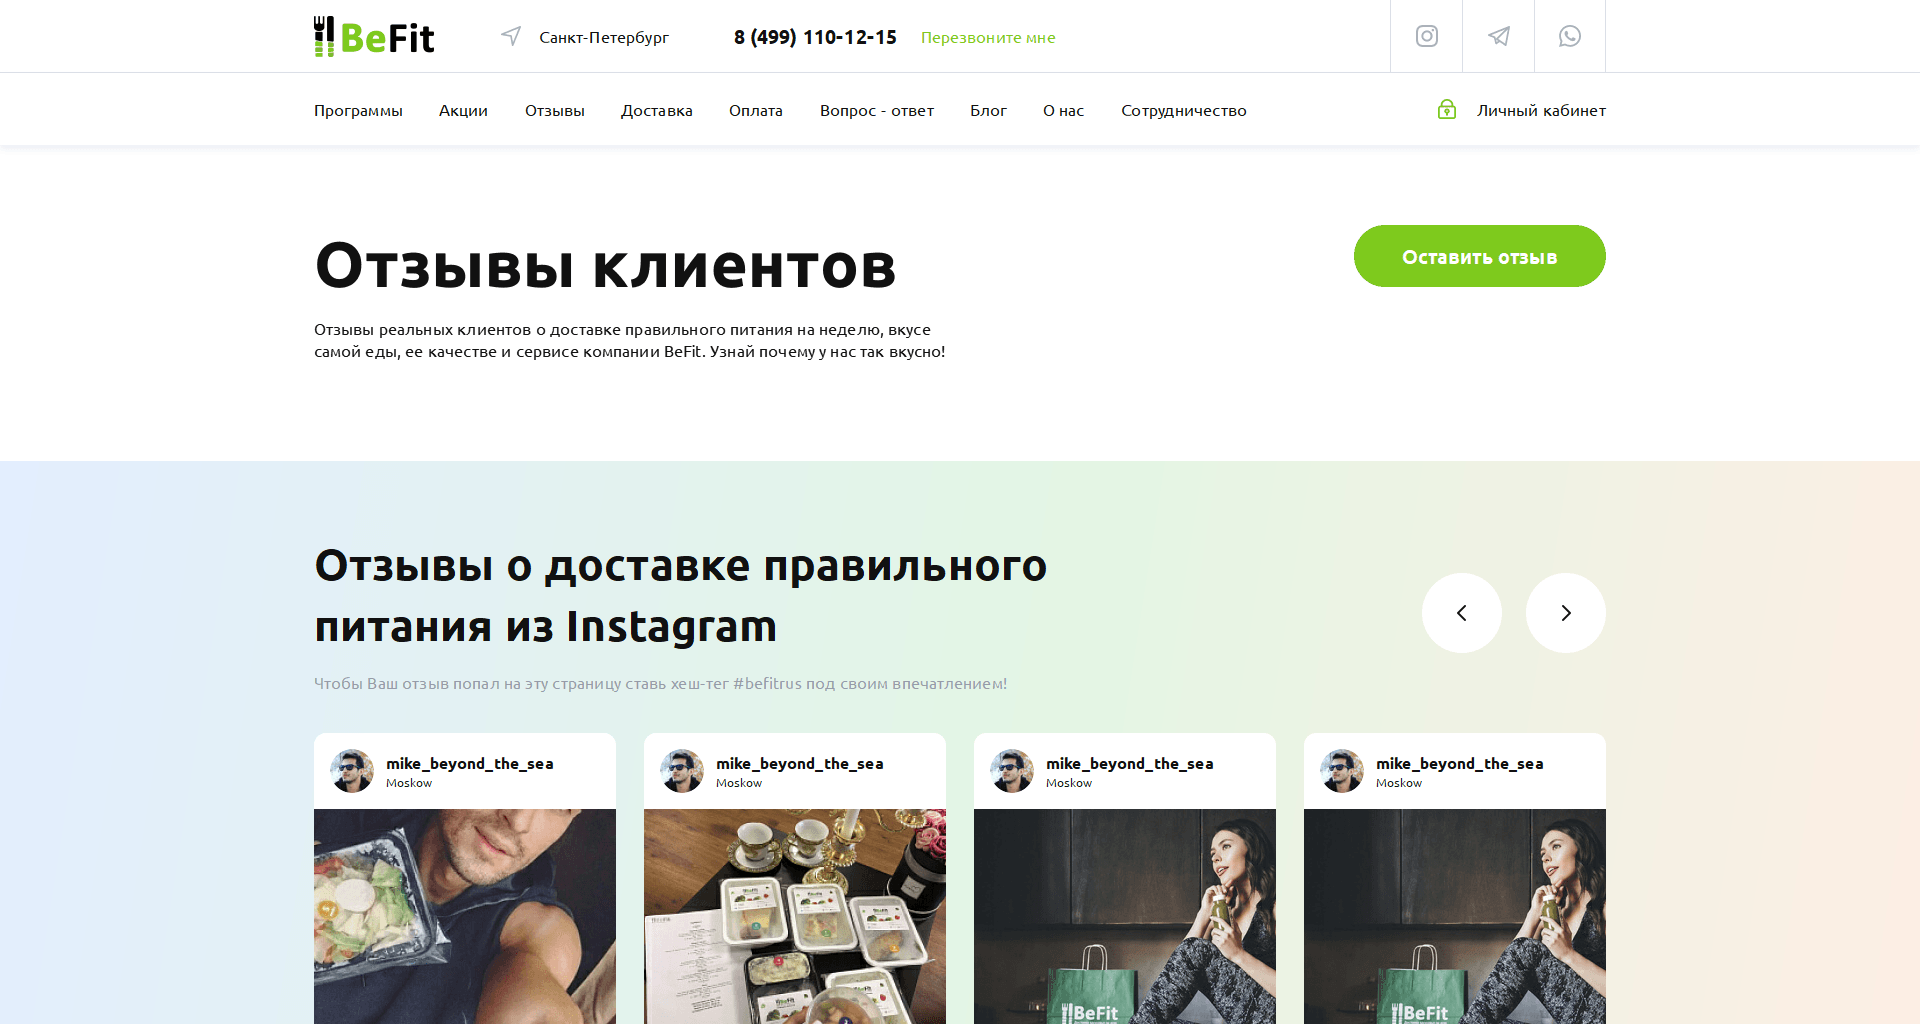 BeFit
Санкт-Петербург
8 (499) 110-12-15
Перезвоните мне
Программы
Акции
Отзывы
Доставка
Оплата
Вопрос - ответ
Блог
О нас
Сотрудничество
Личный кабинет
Отзывы клиентов
Оставить отзыв
Отзывы реальных клиентов о доставке правильного питания на неделю, вкусе
самой еды, ее качестве и сервисе компании BeFit. Узнай почему у нас так вкусно!
Отзывы о доставке правильного
питания из Instagram
Чтобы Ваш отзыв попал на эту страницу ставь хеш-тег #befitrus под своим впечатлением!
mike_beyond_the_sea
Moskow
mike_beyond_the_sea
Moskow
mike_beyond_the_sea
Moskow
mike_beyond_the_sea
Moskow
BeFit
BeFit
BeFit
BeFit
BeFit
BeFit